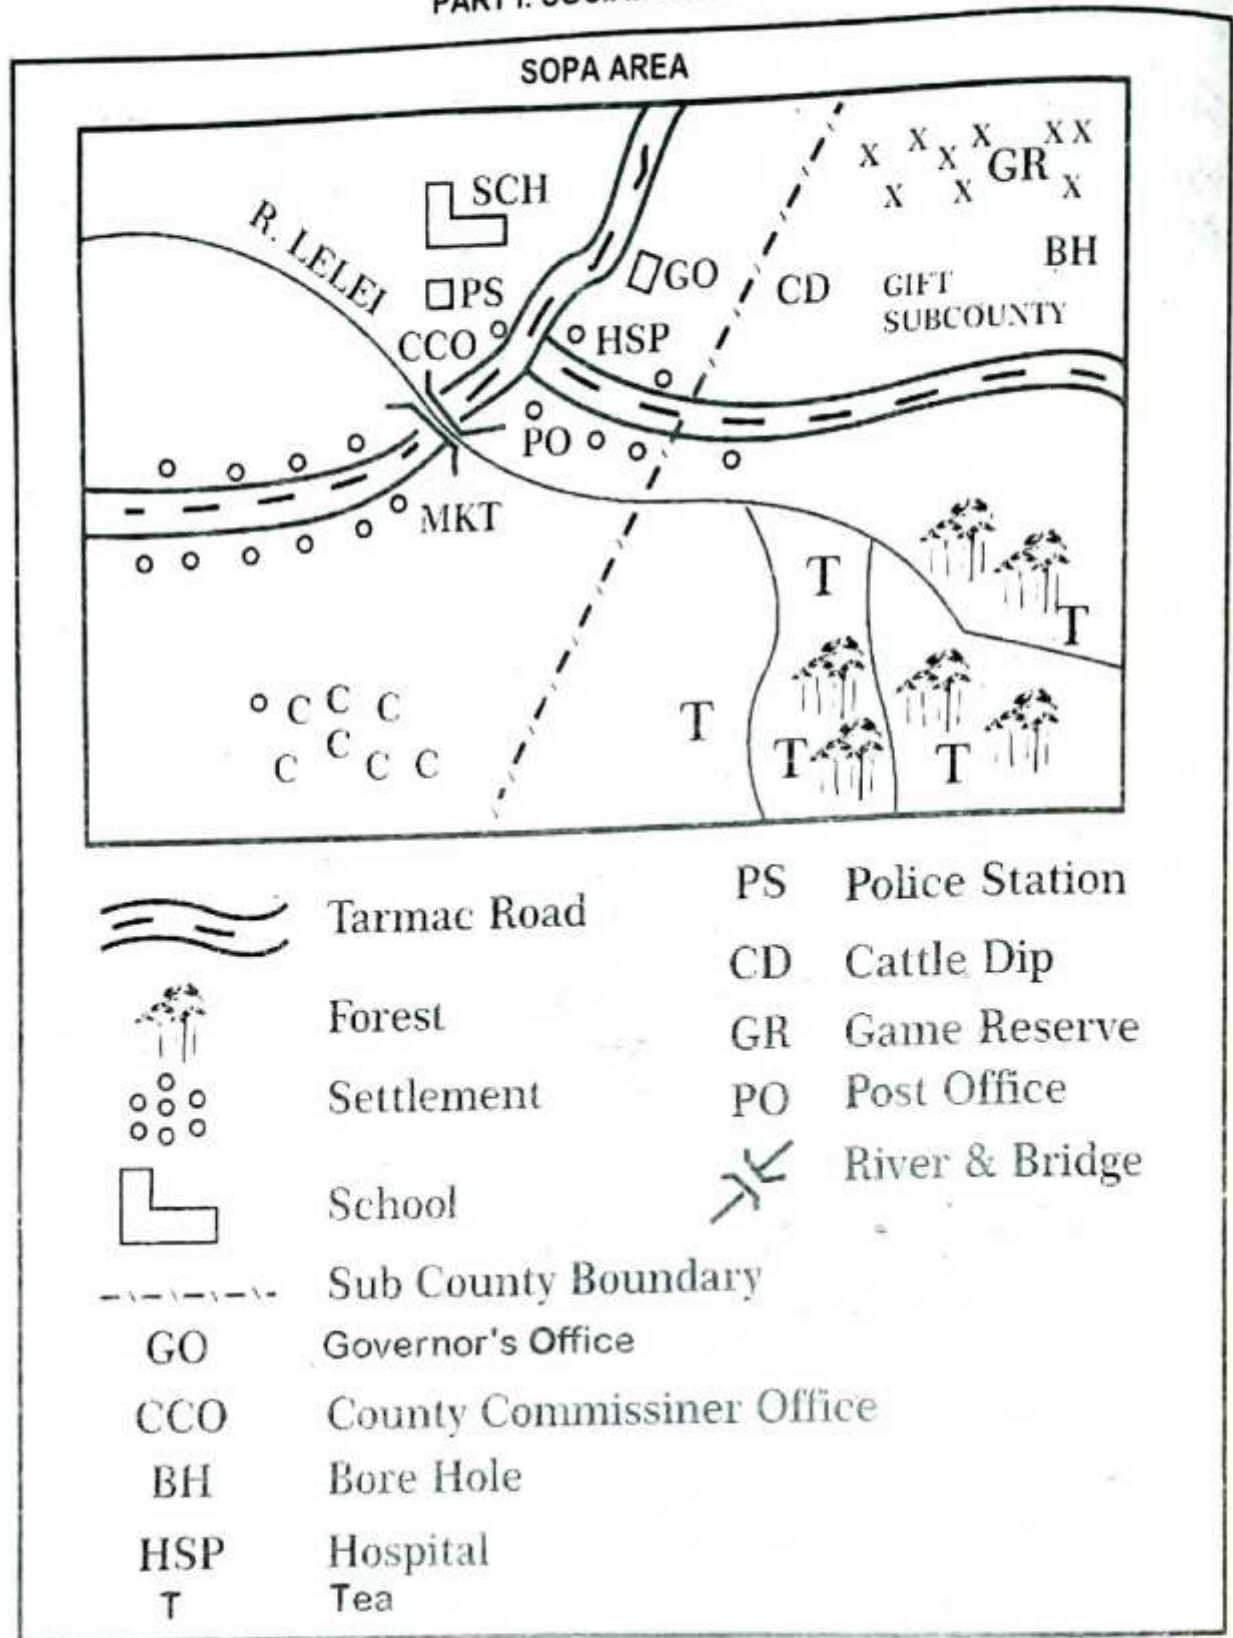 SOPA AREA
X X X X X X
X X GR X
SCH
R. LELEI
GO
BH
PS
CD
GIFT
SUBCOUNTY
CCO
HSP
PO
MKT
T
T
T
T
T
C C C
C C C C
Tarmac Road
Forest
Settlement
School
Sub County Boundary
GO Governor's Office
CCO County Commissiner Office
BH Bore Hole
HSP Hospital
T Tea
PS Police Station
CD Cattle Dip
GR Game Reserve
PO Post Office
River & Bridge